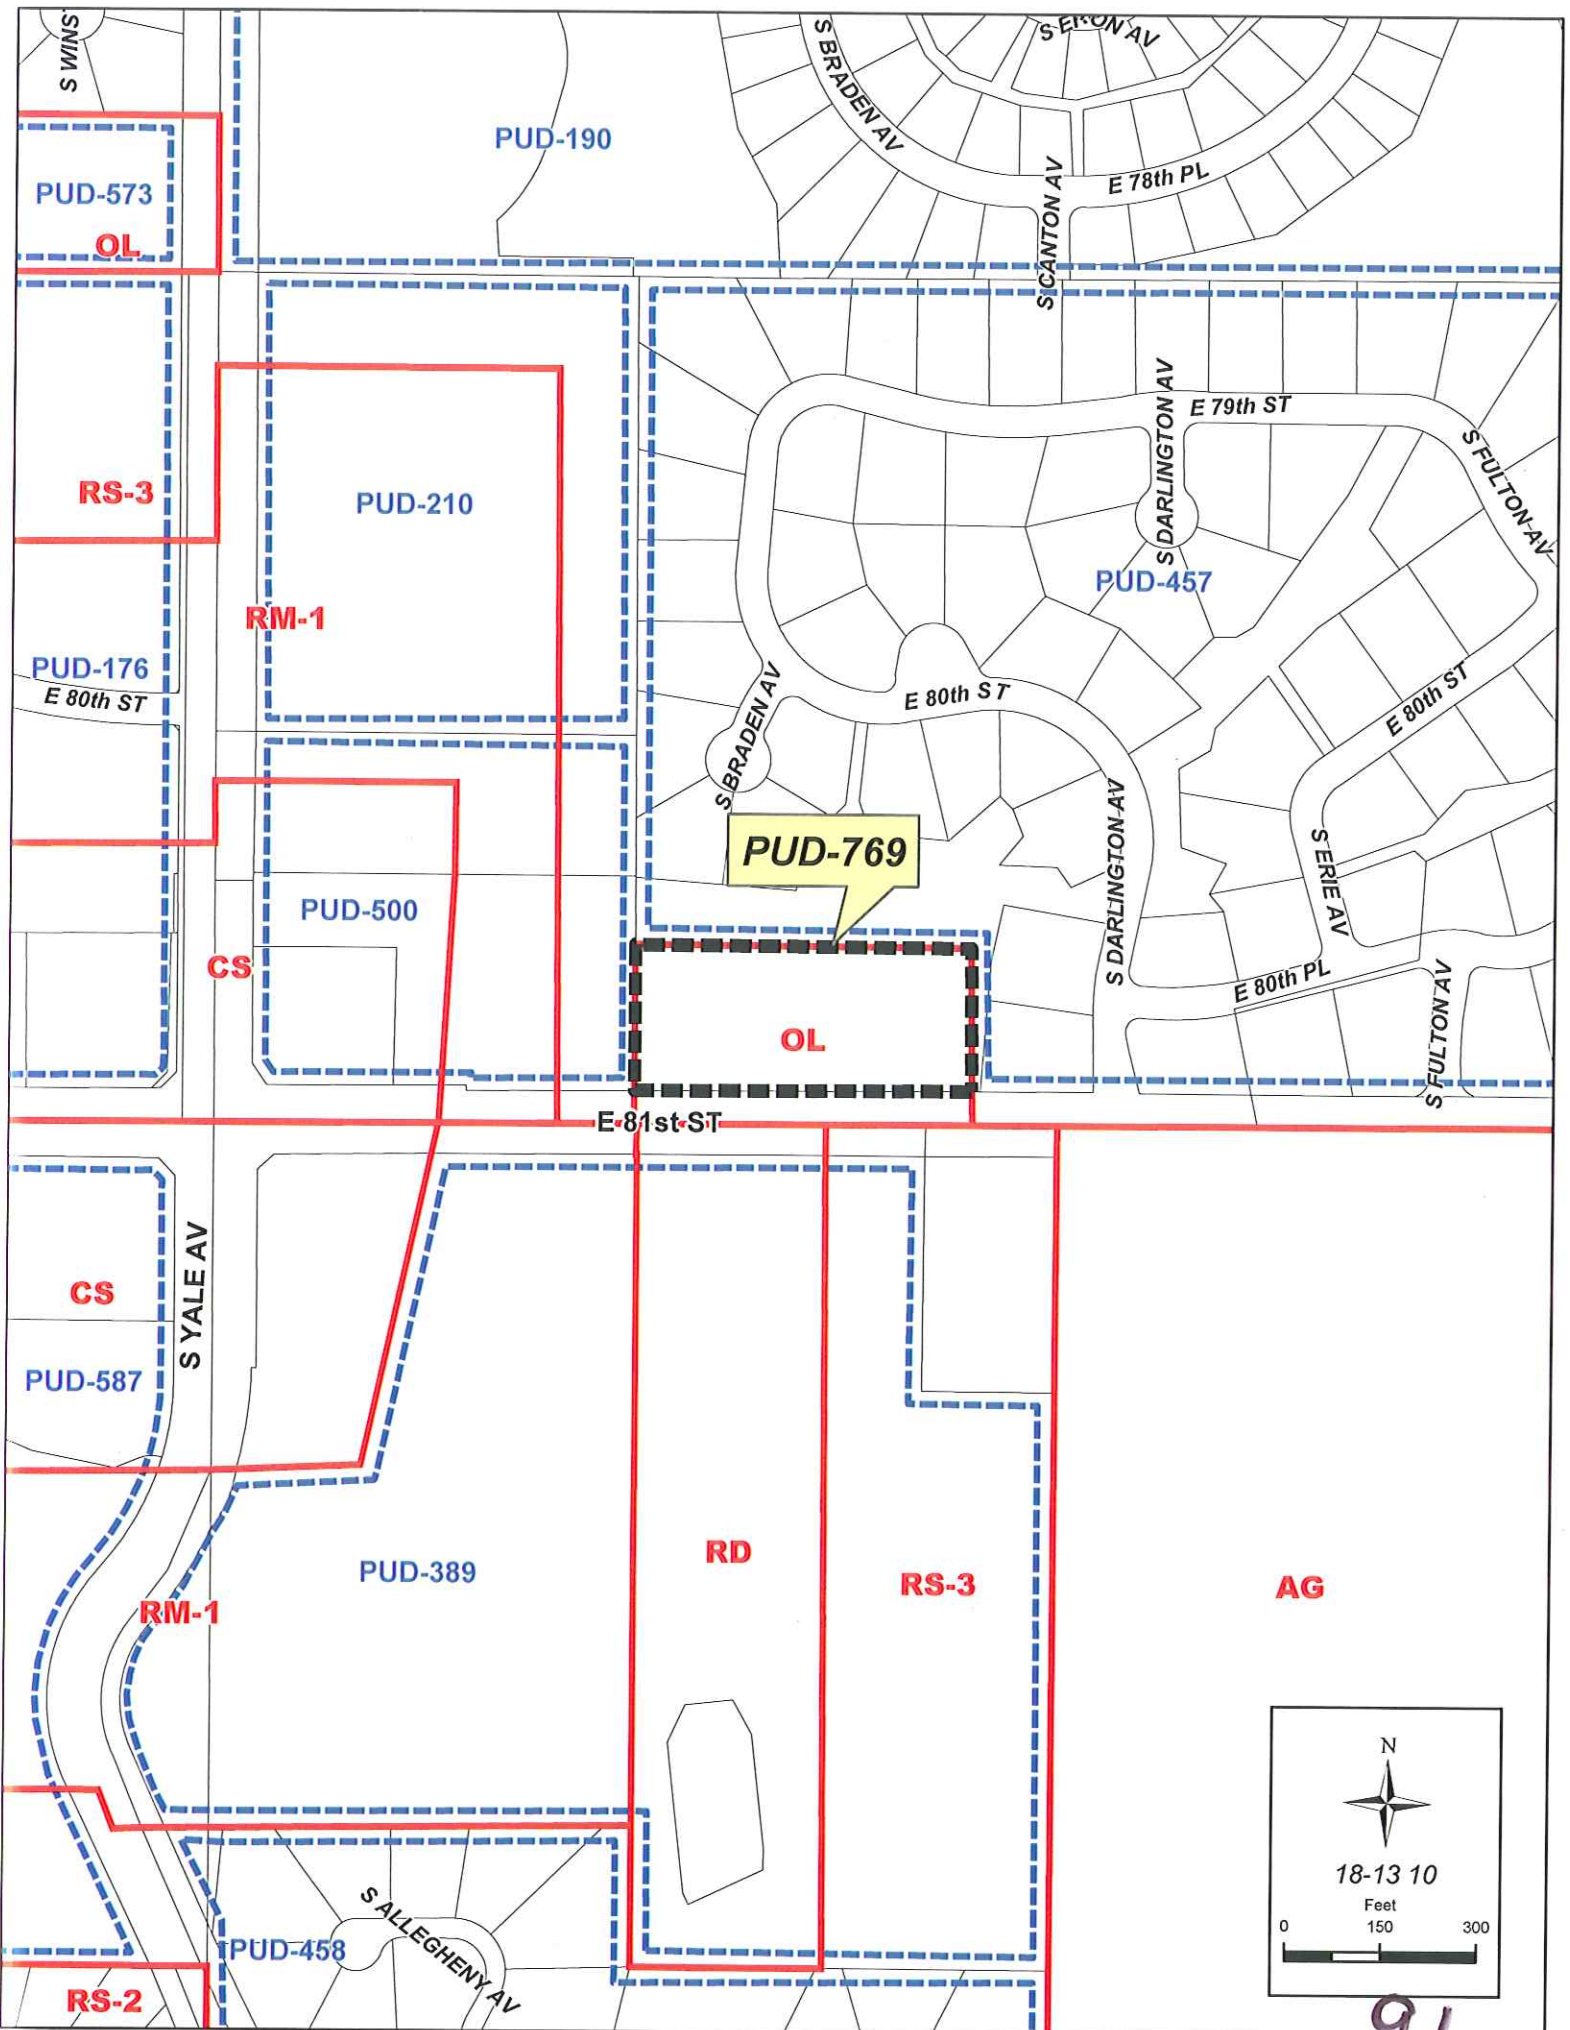 S WINS
S ERON AV
S BRADEN AV
PUD-190
E 78th PL
PUD-573
S CANTON AV
OL
E 79th ST
S DARLINGTON AV
S FULTON AV
RS-3
PUD-210
PUD-457
RM-1
PUD-176
E 80th ST
E 80th ST
E 80th ST
S BRADEN AV
PUD-769
S DARLINGTON AV
S ERIE AV
PUD-500
CS
E 80th PL
OL
S FULTON AV
E 81st ST
CS
S YALE AV
PUD-587
PUD-389
RD
RS-3
AG
RM-1
N
18-13 10
Feet
0 150 300
S ALLEGHENY AV
PUD-458
RS-2